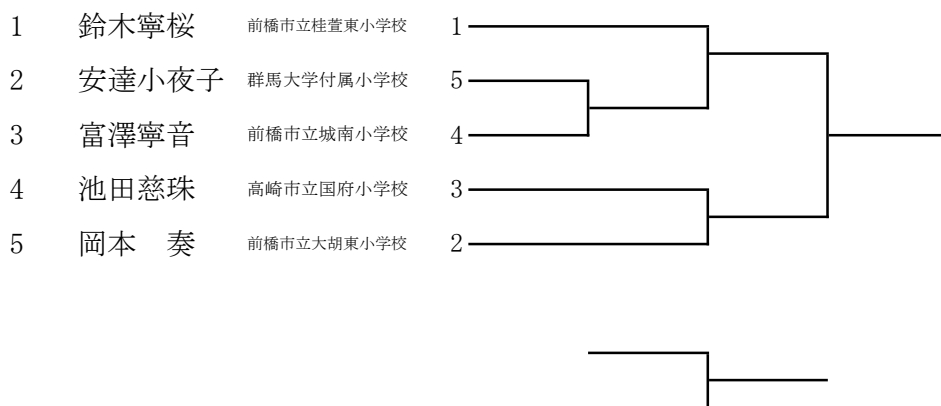 1 鈴木寧桜 前橋市立桂萱東小学校 1
2 安達小夜子 群馬大学付属小学校 5
3 富澤寧音 前橋市立城南小学校 4
4 池田慈珠 高崎市立国府小学校 3
5 岡本　奏 前橋市立大胡東小学校 2